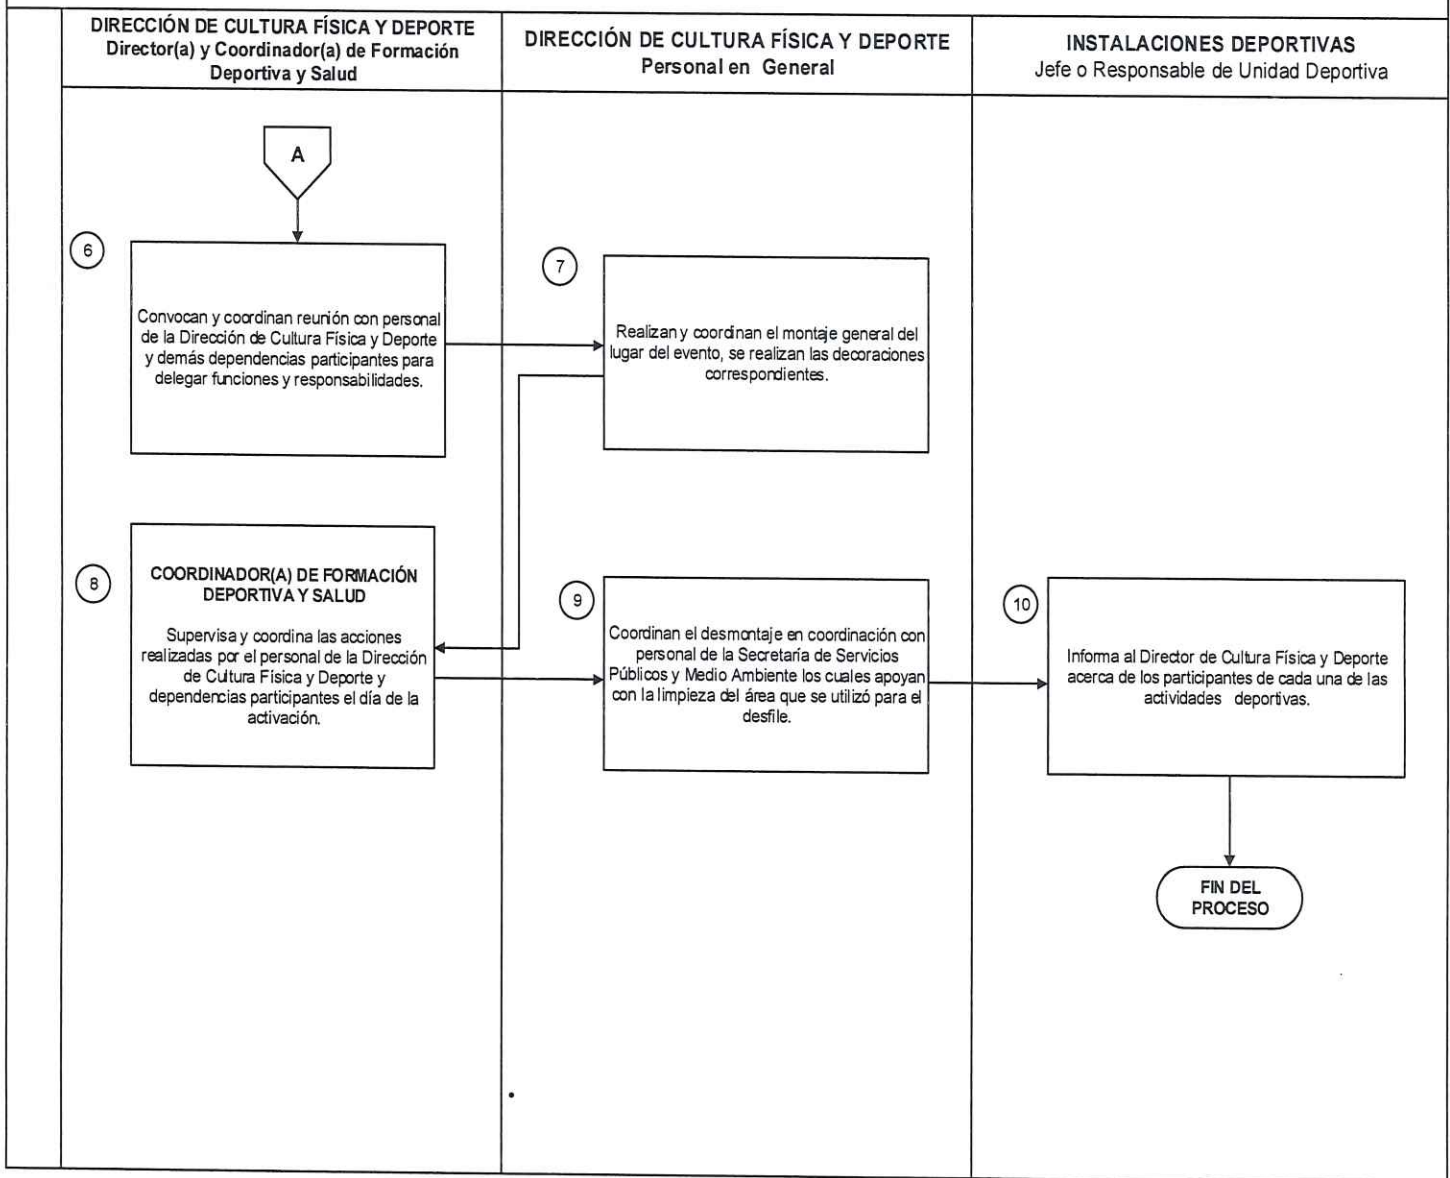 DIRECCIÓN DE CULTURA FÍSICA Y DEPORTE
Director(a) y Coordinador(a) de Formación
Deportiva y Salud
DIRECCIÓN DE CULTURA FÍSICA Y DEPORTE
Personal en General
INSTALACIONES DEPORTIVAS
Jefe o Responsable de Unidad Deportiva
A
6
Convocan y coordinan reunión con personal
de la Dirección de Cultura Física y Deporte
y demás dependencias participantes para
delegar funciones y responsabilidades.
7
Realizan y coordinan el montaje general del
lugar del evento, se realizan las decoraciones
correspondientes.
8
COORDINADOR(A) DE FORMACIÓN
DEPORTIVA Y SALUD
Supervisa y coordina las acciones
realizadas por el personal de la Dirección
de Cultura Física y Deporte y
dependencias participantes el día de la
activación.
9
Coordinan el desmontaje en coordinación con
personal de la Secretaría de Servicios
Públicos y Medio Ambiente los cuales apoyan
con la limpieza del área que se utilizó para el
desfile.
10
Informa al Director de Cultura Física y Deporte
acerca de los participantes de cada una de las
actividades deportivas.
FIN DEL
PROCESO